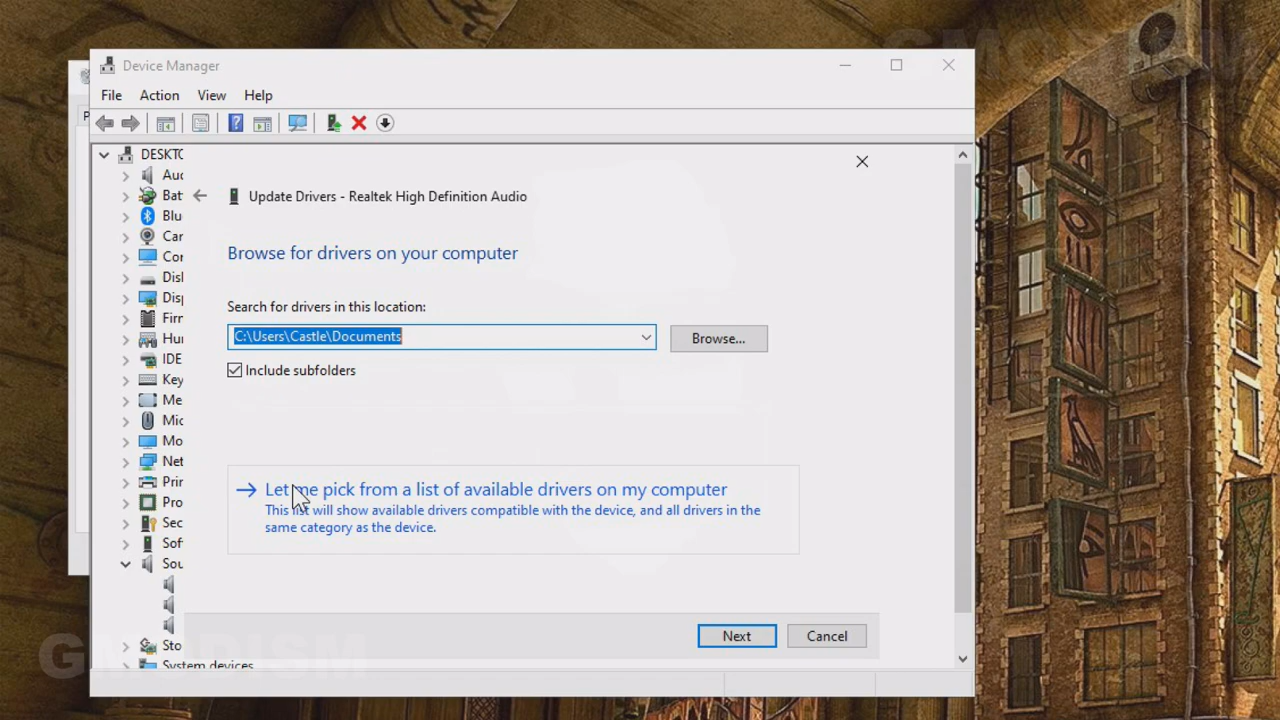 GMODISM
Device Manager
P
File Action View Help
DESKTO
Auc
Bat
Update Drivers - Realtek High Definition Audio
Blu
Car
Cor
Browse for drivers on your computer
Disl
Disp
Search for drivers in this location:
Firr
Hur
C:\Users\Castle\Documents
Browse...
IDE
Include subfolders
Key
Me
Mic
Mo
Net
Prir
Let me pick from a list of available drivers on my computer
Pro
This list will show available drivers compatible with the device, and all drivers in the
same category as the device.
Sec
Sof
Sou
Next
Cancel
Sto
System devices
GMODISM